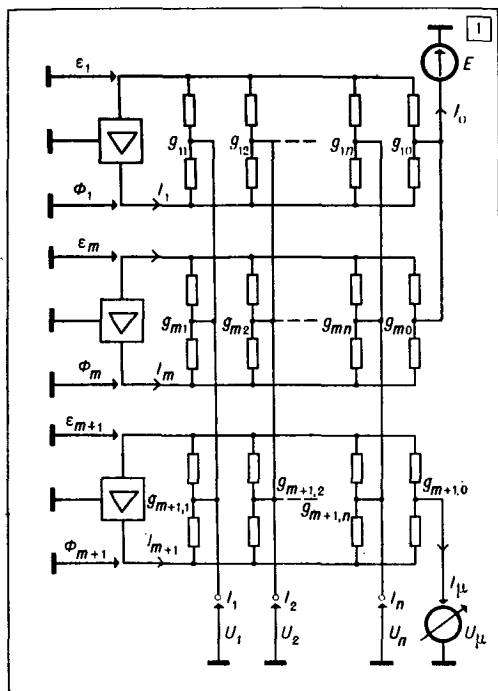 1
ε₁
E
I₀
g₁₁ g₁₂ g₁ₙ g₁₀
Φ₁ I₁
εₘ
gₘ₁ gₘ₂ gₘₙ gₘ₀
Φₘ Iₘ
εₘ₊₁
gₘ₊₁,₁ gₘ₊₁,₂ gₘ₊₁,ₙ gₘ₊₁,₀
Φₘ₊₁ Iₘ₊₁
I₁ I₂ Iₙ I_μ
U₁ U₂ Uₙ U_μ